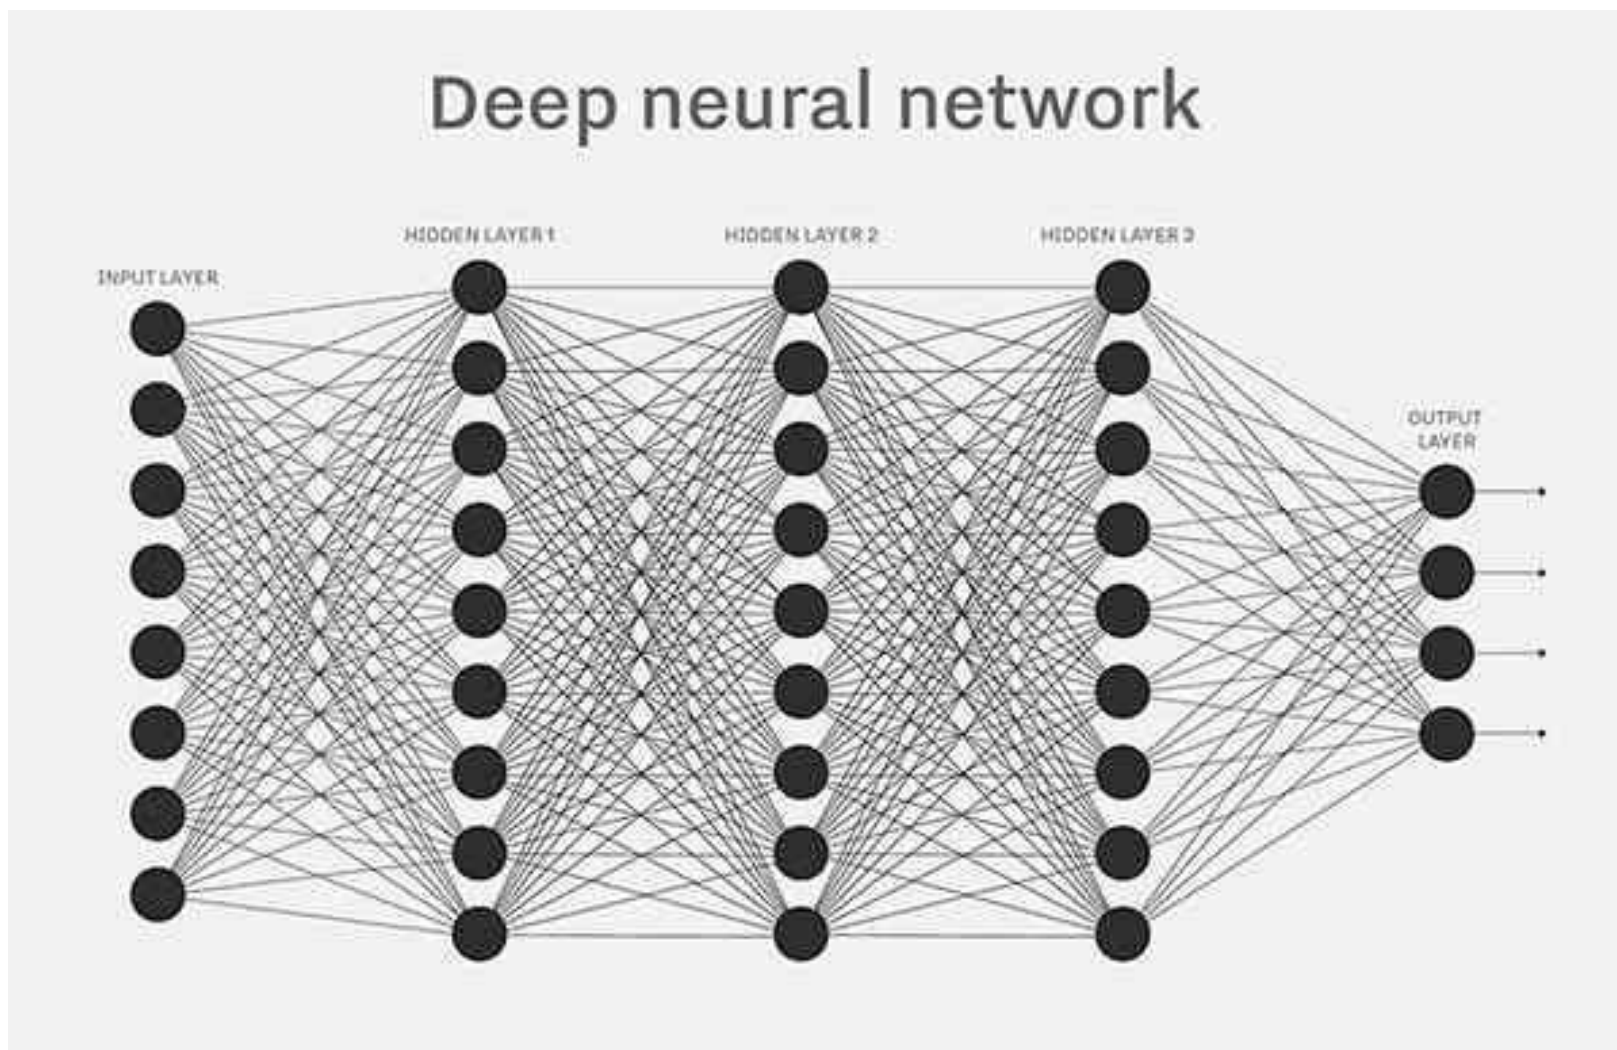 Deep neural network
INPUT LAYER
HIDDEN LAYER 1
HIDDEN LAYER 2
HIDDEN LAYER 3
OUTPUT
LAYER